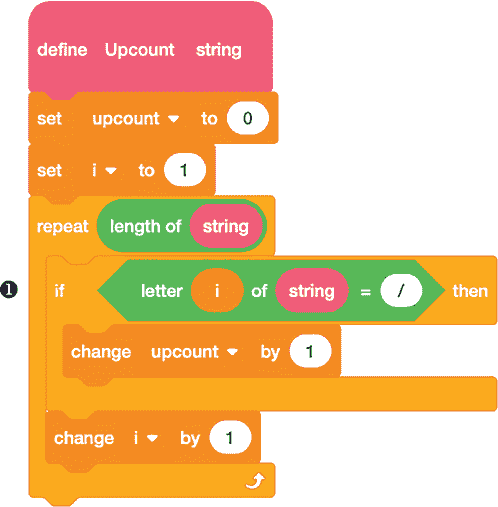 define Upcount string
set upcount to 0
set i to 1
repeat length of string
❶ if letter i of string = / then
change upcount by 1
change i by 1